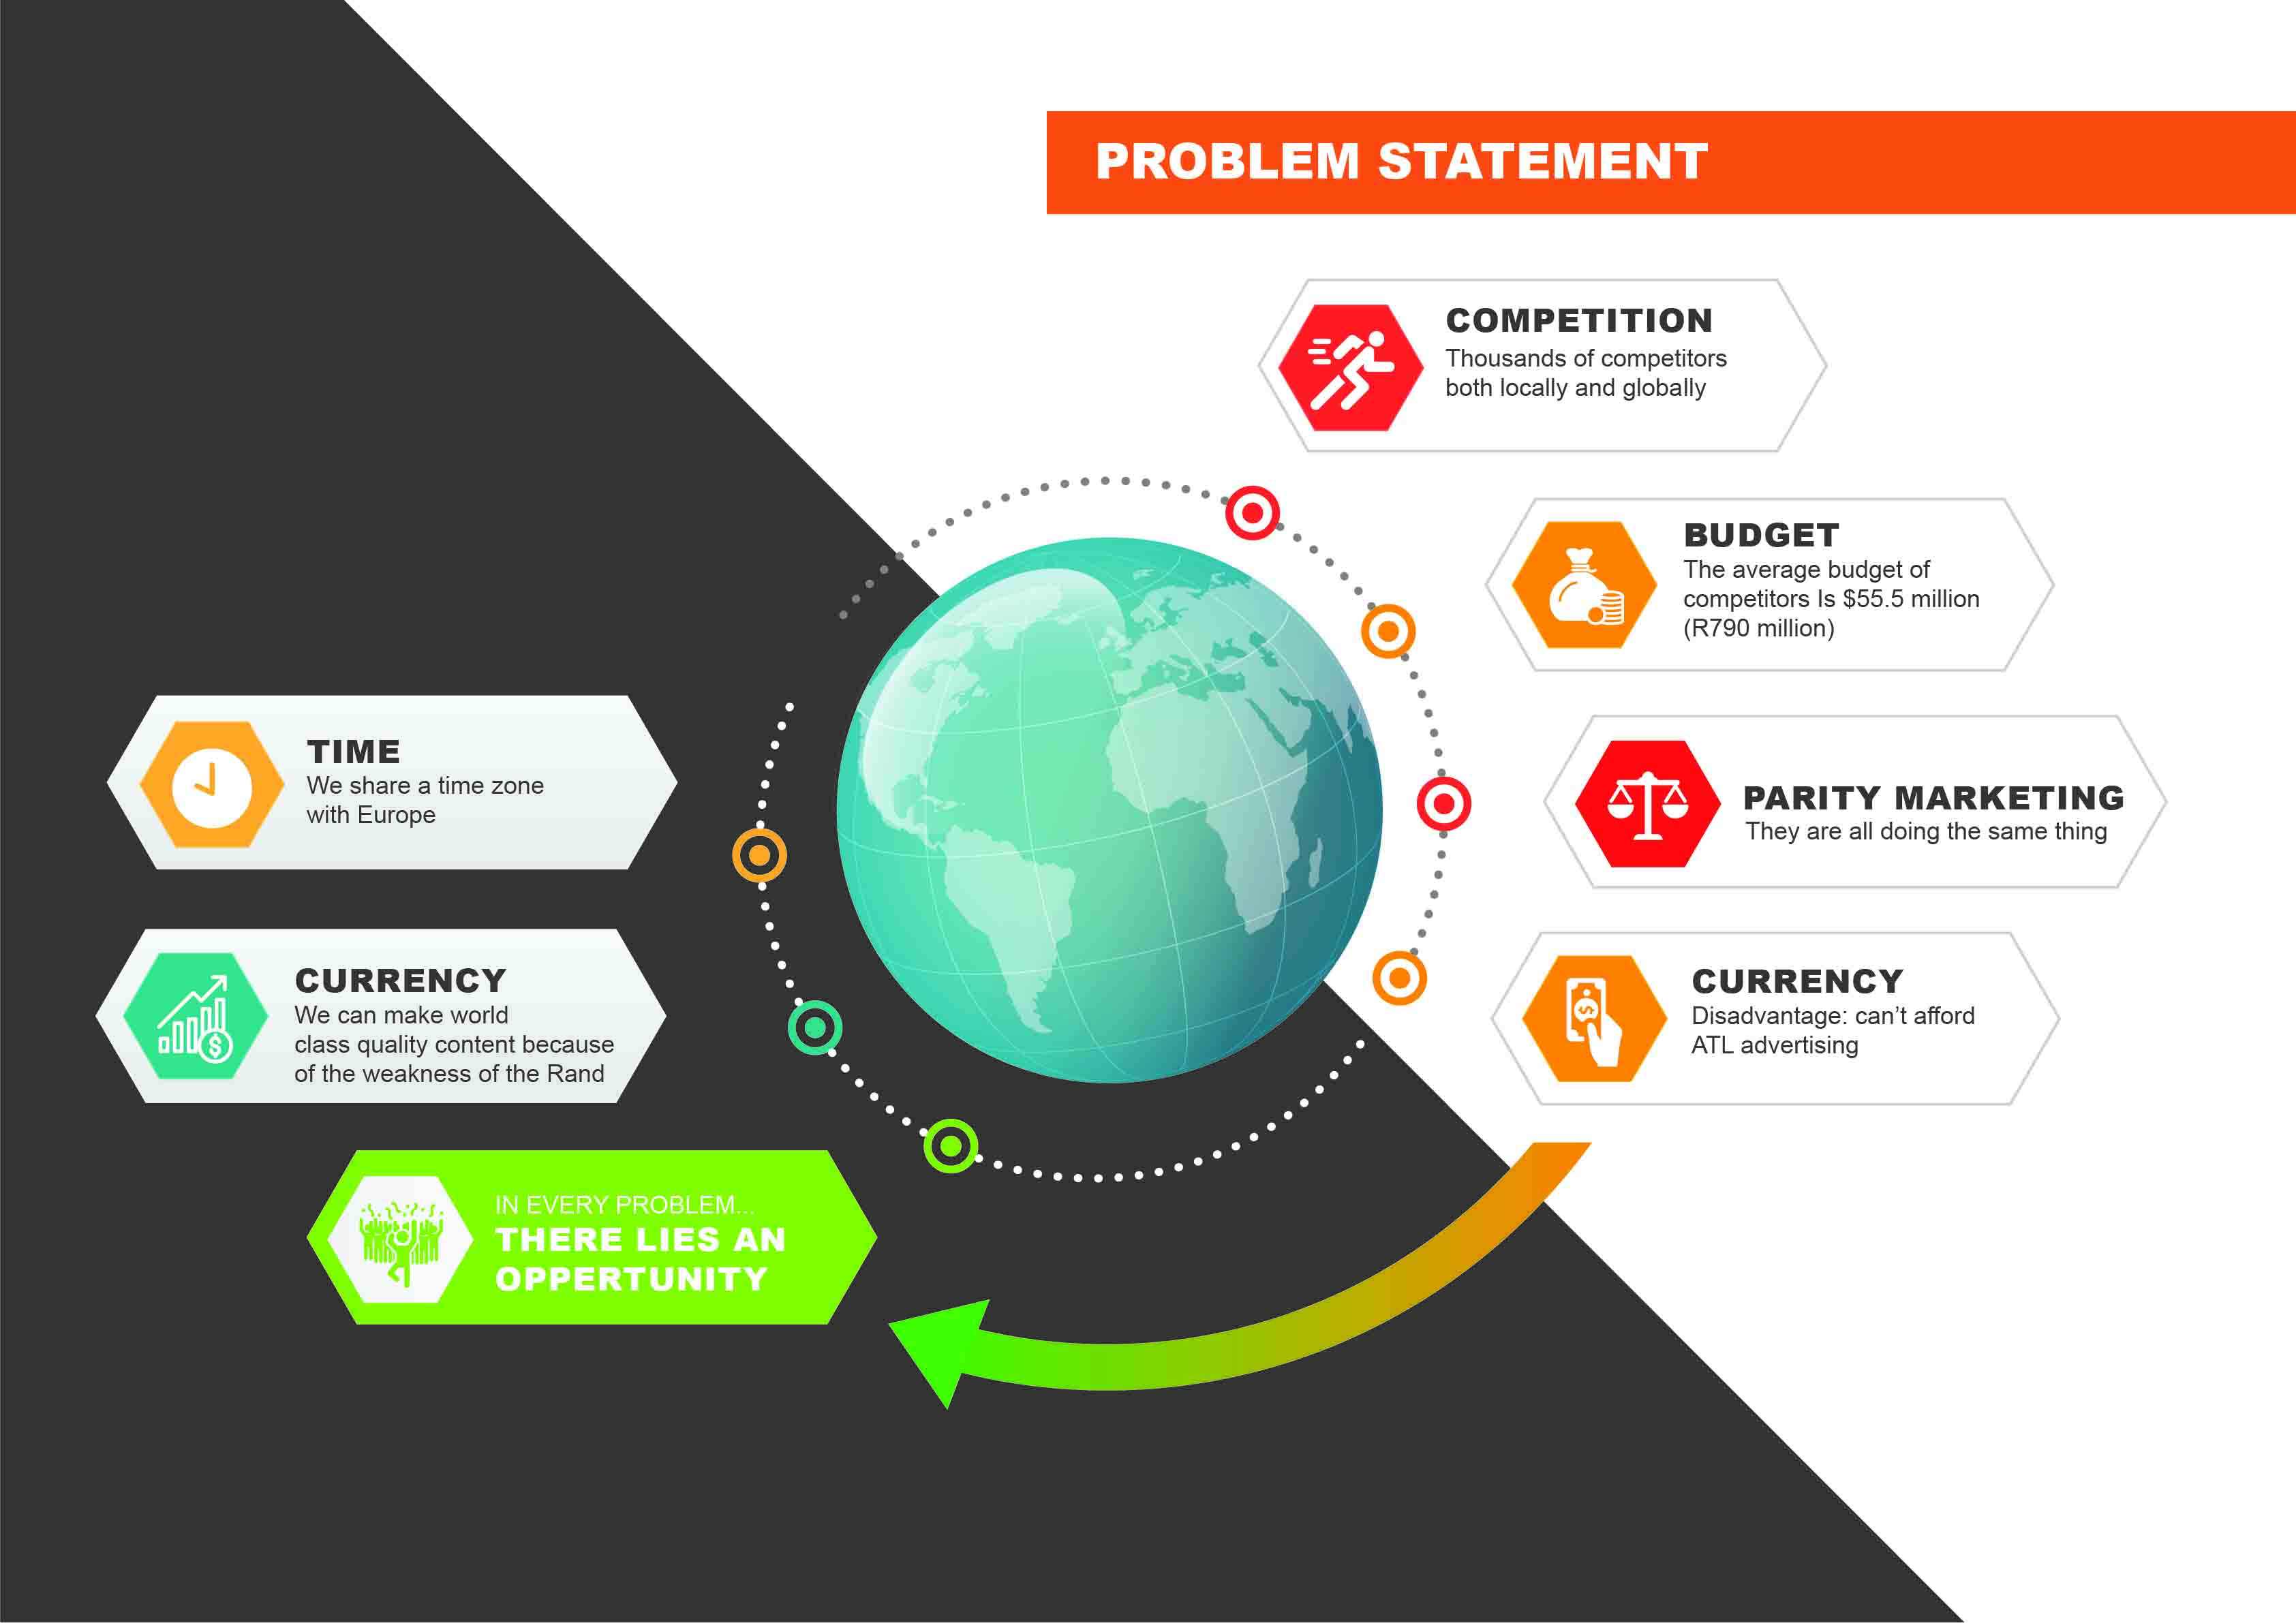 PROBLEM STATEMENT
COMPETITION
Thousands of competitors
both locally and globally
BUDGET
The average budget of
competitors Is $55.5 million
(R790 million)
PARITY MARKETING
They are all doing the same thing
CURRENCY
Disadvantage: can't afford
ATL advertising
TIME
We share a time zone
with Europe
CURRENCY
We can make world
class quality content because
of the weakness of the Rand
IN EVERY PROBLEM...
THERE LIES AN
OPPERTUNITY